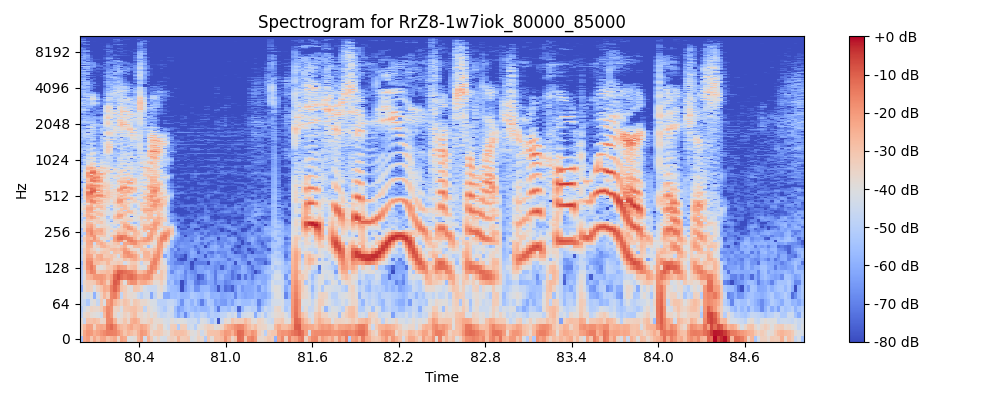 Spectrogram for RrZ8-1w7iok_80000_85000
8192
4096
2048
1024
512
256
128
64
0
Hz
80.4 81.0 81.6 82.2 82.8 83.4 84.0 84.6
Time
+0 dB
-10 dB
-20 dB
-30 dB
-40 dB
-50 dB
-60 dB
-70 dB
-80 dB